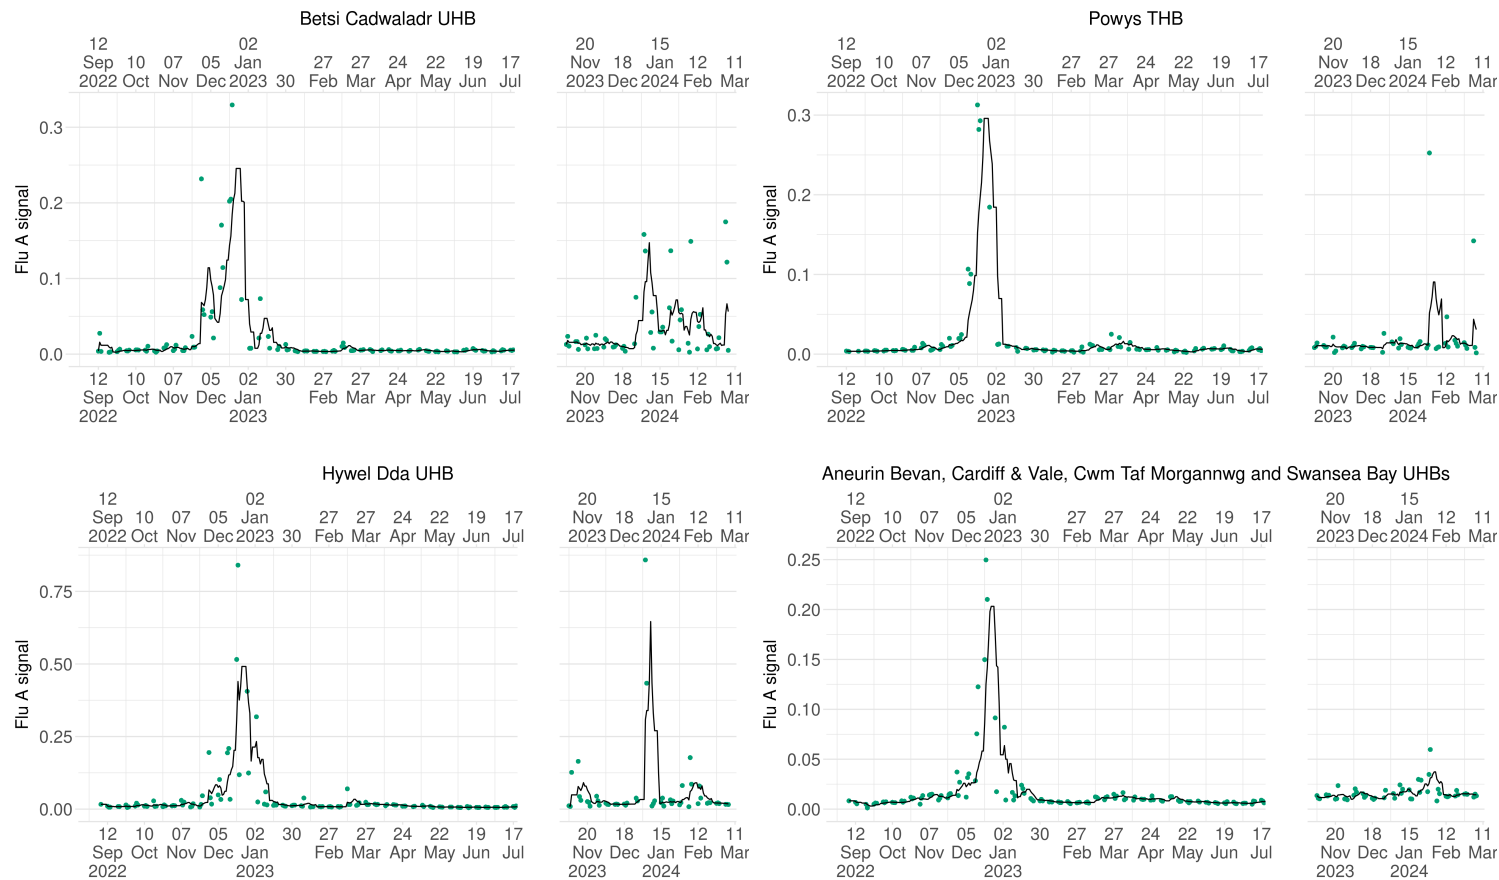 Betsi Cadwaladr UHB
12 02 20 15
Sep 10 07 05 Jan 27 27 24 22 19 17 Nov 18 Jan 12 11
2022 Oct Nov Dec 2023 30 Feb Mar Apr May Jun Jul 2023 Dec 2024 Feb Mar
Flu A signal
0.3
0.2
0.1
0.0
12 10 07 05 02 30 27 27 24 22 19 17 20 18 15 12 11
Sep Oct Nov Dec Jan Feb Mar Apr May Jun Jul Nov Dec Jan Feb Mar
2022 2023 2023 2024
Powys THB
12 02 20 15
Sep 10 07 05 Jan 27 27 24 22 19 17 Nov 18 Jan 12 11
2022 Oct Nov Dec 2023 30 Feb Mar Apr May Jun Jul 2023 Dec 2024 Feb Mar
Flu A signal
0.3
0.2
0.1
0.0
12 10 07 05 02 30 27 27 24 22 19 17 20 18 15 12 11
Sep Oct Nov Dec Jan Feb Mar Apr May Jun Jul Nov Dec Jan Feb Mar
2022 2023 2023 2024
Hywel Dda UHB
12 02 20 15
Sep 10 07 05 Jan 27 27 24 22 19 17 Nov 18 Jan 12 11
2022 Oct Nov Dec 2023 30 Feb Mar Apr May Jun Jul 2023 Dec 2024 Feb Mar
Flu A signal
0.75
0.50
0.25
0.00
12 10 07 05 02 30 27 27 24 22 19 17 20 18 15 12 11
Sep Oct Nov Dec Jan Feb Mar Apr May Jun Jul Nov Dec Jan Feb Mar
2022 2023 2023 2024
Aneurin Bevan, Cardiff & Vale, Cwm Taf Morgannwg and Swansea Bay UHBs
12 02 20 15
Sep 10 07 05 Jan 27 27 24 22 19 17 Nov 18 Jan 12 11
2022 Oct Nov Dec 2023 30 Feb Mar Apr May Jun Jul 2023 Dec 2024 Feb Mar
Flu A signal
0.25
0.20
0.15
0.10
0.05
0.00
12 10 07 05 02 30 27 27 24 22 19 17 20 18 15 12 11
Sep Oct Nov Dec Jan Feb Mar Apr May Jun Jul Nov Dec Jan Feb Mar
2022 2023 2023 2024